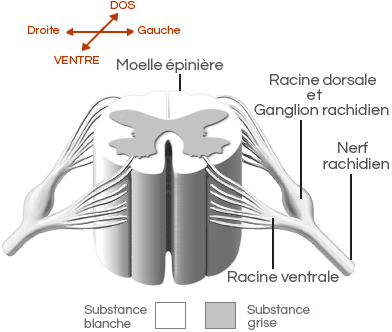 DOS
Droite
Gauche
VENTRE
Moelle épinière
Racine dorsale
et
Ganglion rachidien
Nerf
rachidien
Racine ventrale
Substance
blanche
Substance
grise